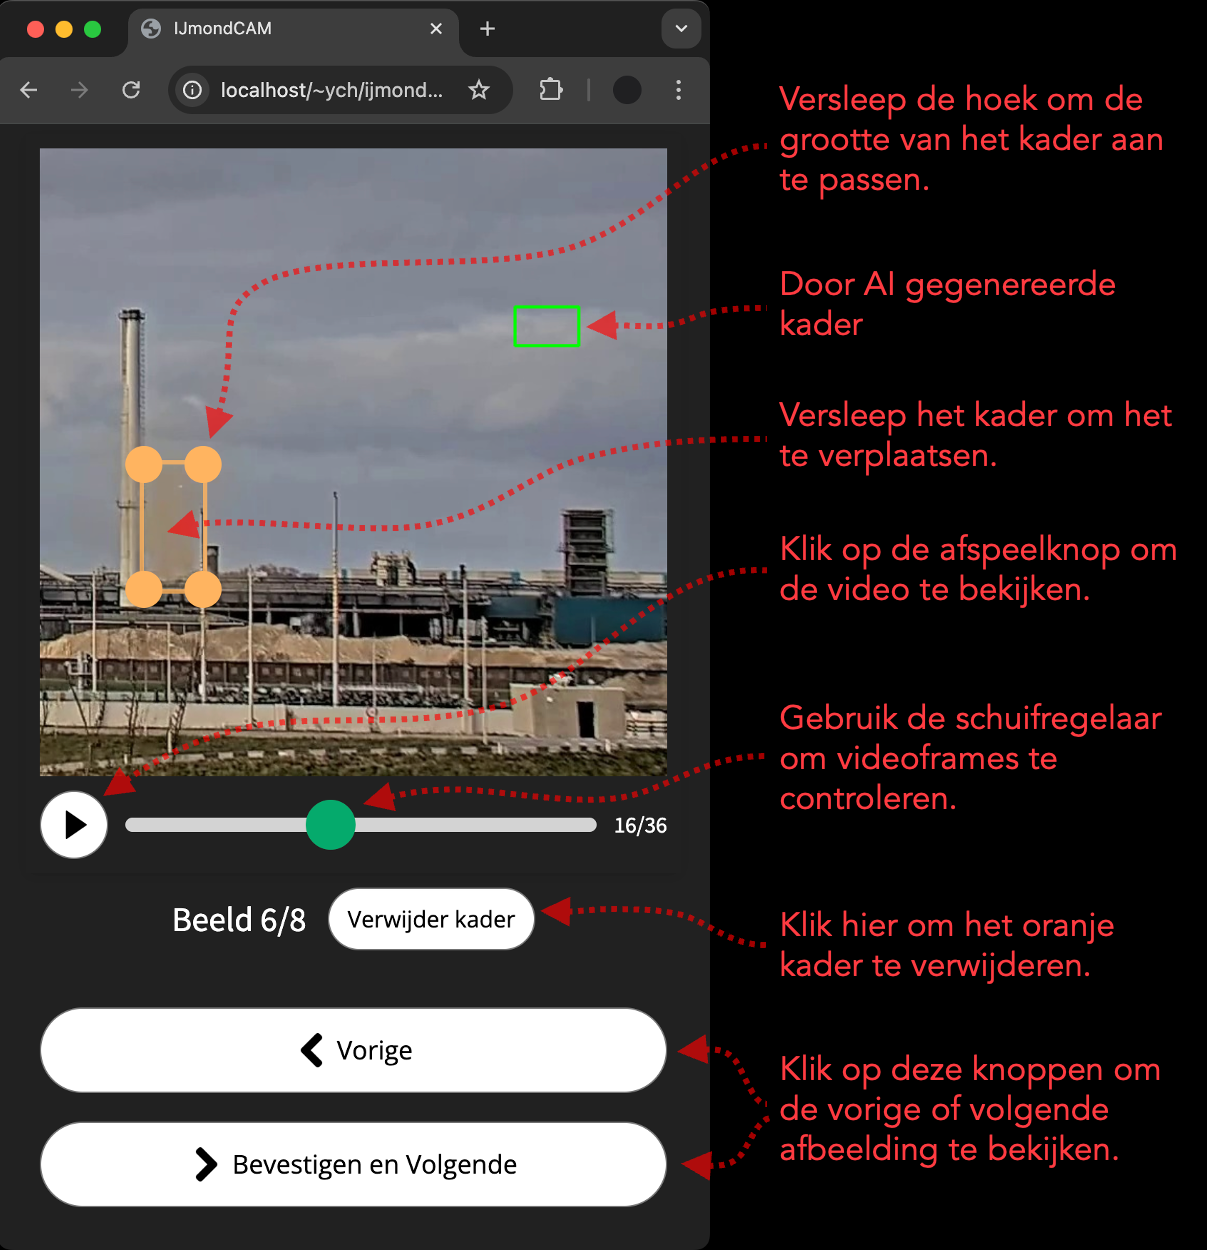 IJmondCAM
localhost/~ych/ijmond...
Versleep de hoek om de
grootte van het kader aan
te passen.
Door AI gegenereerde
kader
Versleep het kader om het
te verplaatsen.
Klik op de afspeelknop om
de video te bekijken.
Gebruik de schuifregelaar
om videoframes te
controleren.
16/36
Beeld 6/8
Verwijder kader
Klik hier om het oranje
kader te verwijderen.
Vorige
Bevestigen en Volgende
Klik op deze knoppen om
de vorige of volgende
afbeelding te bekijken.